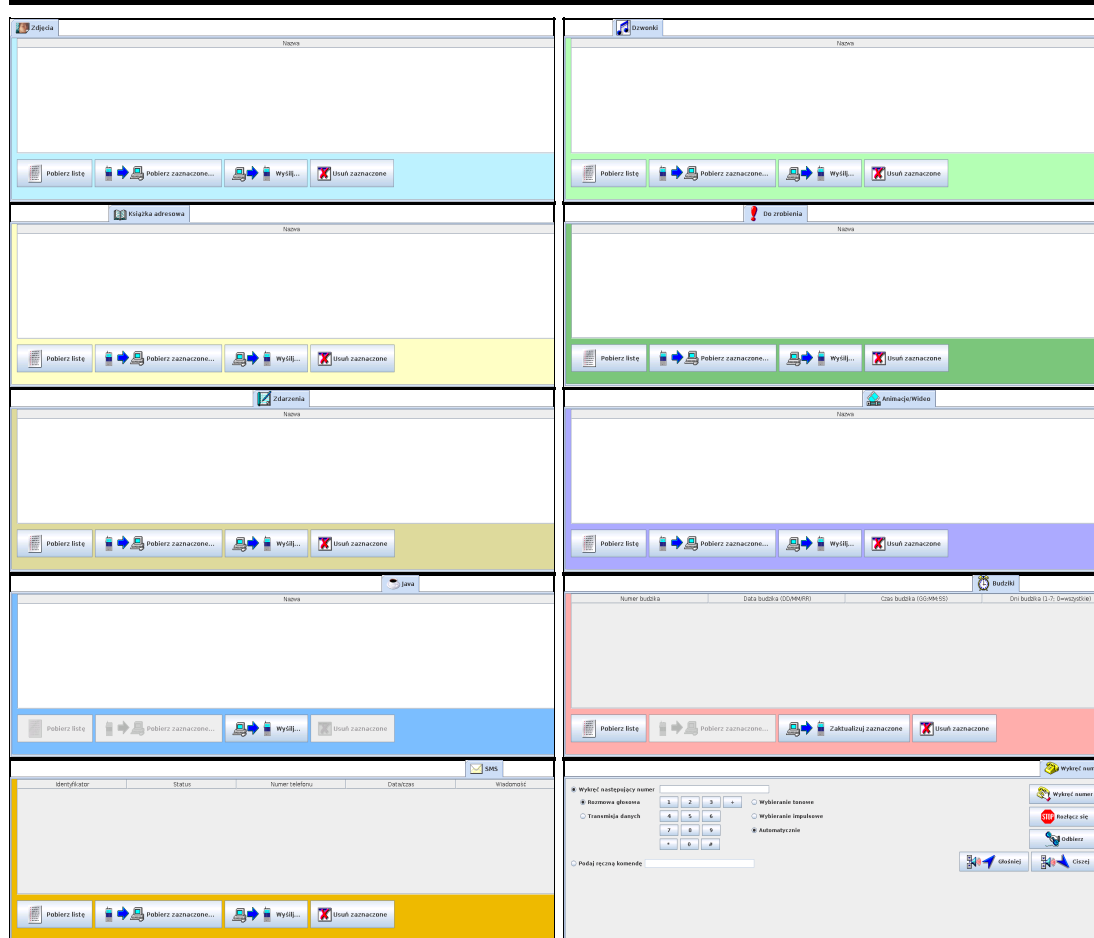 Zdjęcia
Nazwa
Pobierz listę Pobierz zaznaczone... Wyślij... Usuń zaznaczone
Dzwonki
Nazwa
Pobierz listę Pobierz zaznaczone... Wyślij... Usuń zaznaczone
Książka adresowa
Nazwa
Pobierz listę Pobierz zaznaczone... Wyślij... Usuń zaznaczone
Do zrobienia
Nazwa
Pobierz listę Pobierz zaznaczone... Wyślij... Usuń zaznaczone
Zdarzenia
Nazwa
Pobierz listę Pobierz zaznaczone... Wyślij... Usuń zaznaczone
Animacje/Wideo
Nazwa
Pobierz listę Pobierz zaznaczone... Wyślij... Usuń zaznaczone
Java
Nazwa
Pobierz listę Pobierz zaznaczone... Wyślij... Usuń zaznaczone
Budziki
Numer budzika Data budzika (DD/MM/RR) Czas budzika (GG:MM:SS) Dni budzika (1-7; 0=wszystkie)
Pobierz listę Pobierz zaznaczone... Zaktualizuj zaznaczone Usuń zaznaczone
SMS
Identyfikator Status Numer telefonu Data/czas Wiadomość
Pobierz listę Pobierz zaznaczone... Wyślij... Usuń zaznaczone
Wykręć num
Wykręć następujący numer
Rozmowa głosowa 1 2 3 + Wybieranie tonowe Wykręć numer
Transmisja danych 4 5 6 Wybieranie impulsowe STOP Rozłącz się
7 8 9 Automatycznie
* 0 # Odbierz
Podaj ręczną komendę Głośniej Ciszej